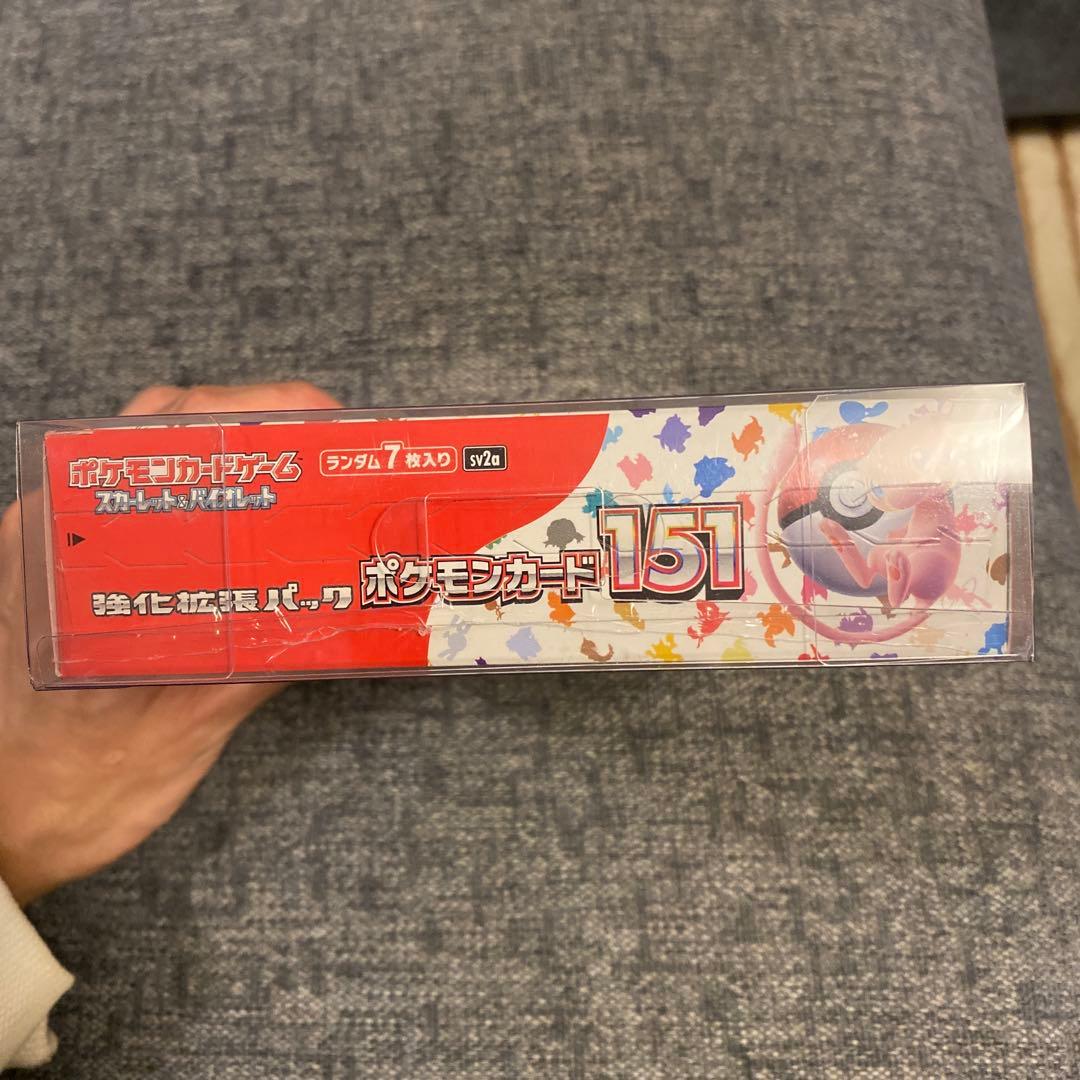 ポケモンカードゲーム
スカーレット&バイオレット
ランダム7枚入り sv2a
強化拡張パック ポケモンカード151